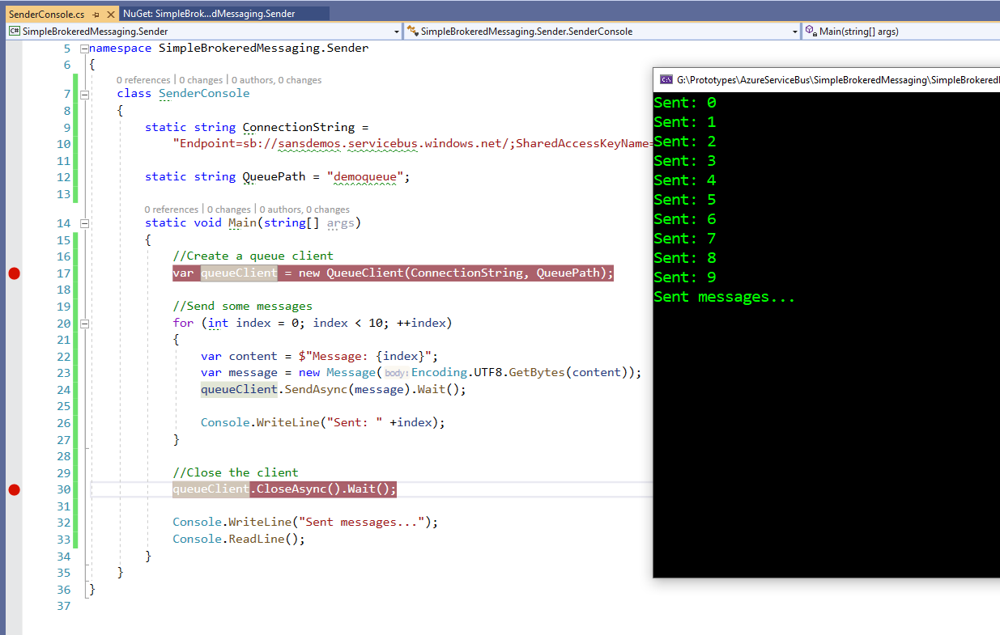 SenderConsole.cs
NuGet: SimpleBrok...dMessaging.Sender
C# SimpleBrokeredMessaging.Sender
SimpleBrokeredMessaging.Sender.SenderConsole
Main(string[] args)
5 namespace SimpleBrokeredMessaging.Sender
6 {
0 references | 0 changes | 0 authors, 0 changes
7 class SenderConsole
8 {
9 static string ConnectionString =
10 "Endpoint=sb://sansdemos.servicebus.windows.net/;SharedAccessKeyName=
11
12 static string QueuePath = "demoqueue";
13
0 references | 0 changes | 0 authors, 0 changes
14 static void Main(string[] args)
15 {
16 //Create a queue client
17 var queueClient = new QueueClient(ConnectionString, QueuePath);
18
19 //Send some messages
20 for (int index = 0; index < 10; ++index)
21 {
22 var content = $"Message: {index}";
23 var message = new Message(body:Encoding.UTF8.GetBytes(content));
24 queueClient.SendAsync(message).Wait();
25
26 Console.WriteLine("Sent: " +index);
27 }
28
29 //Close the client
30 queueClient.CloseAsync().Wait();
31
32 Console.WriteLine("Sent messages...");
33 Console.ReadLine();
34 }
35 }
36 }
37
G:\Prototypes\AzureServiceBus\SimpleBrokeredMessaging\SimpleBrokered
Sent: 0
Sent: 1
Sent: 2
Sent: 3
Sent: 4
Sent: 5
Sent: 6
Sent: 7
Sent: 8
Sent: 9
Sent messages...